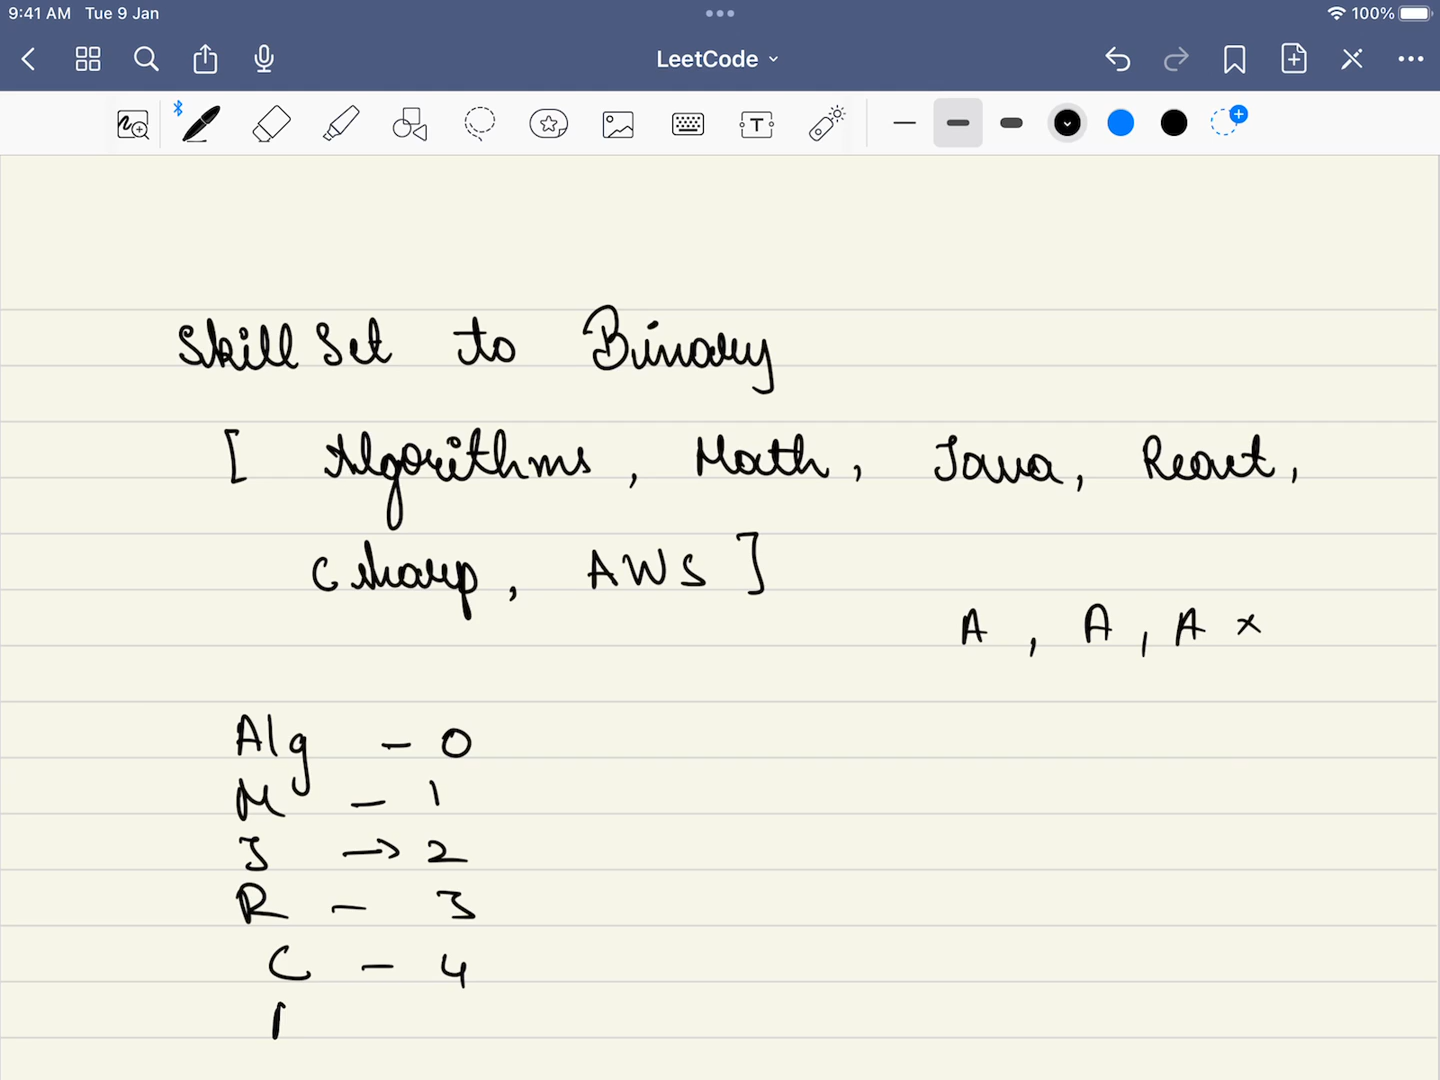 9:41 AM Tue 9 Jan 100%
LeetCode
T
Skill Set to Binary
[ Algorithms, Math, Java, React,
Csharp, AWS ]
A, A, A ×
Alg - 0
M - 1
J → 2
R - 3
C - 4